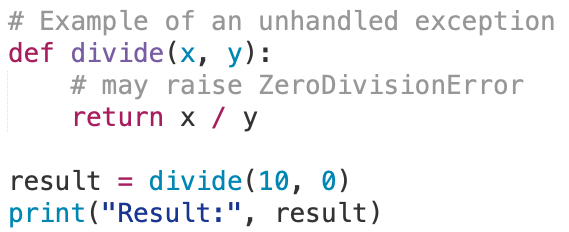 # Example of an unhandled exception
def divide(x, y):
    # may raise ZeroDivisionError
    return x / y

result = divide(10, 0)
print("Result:", result)